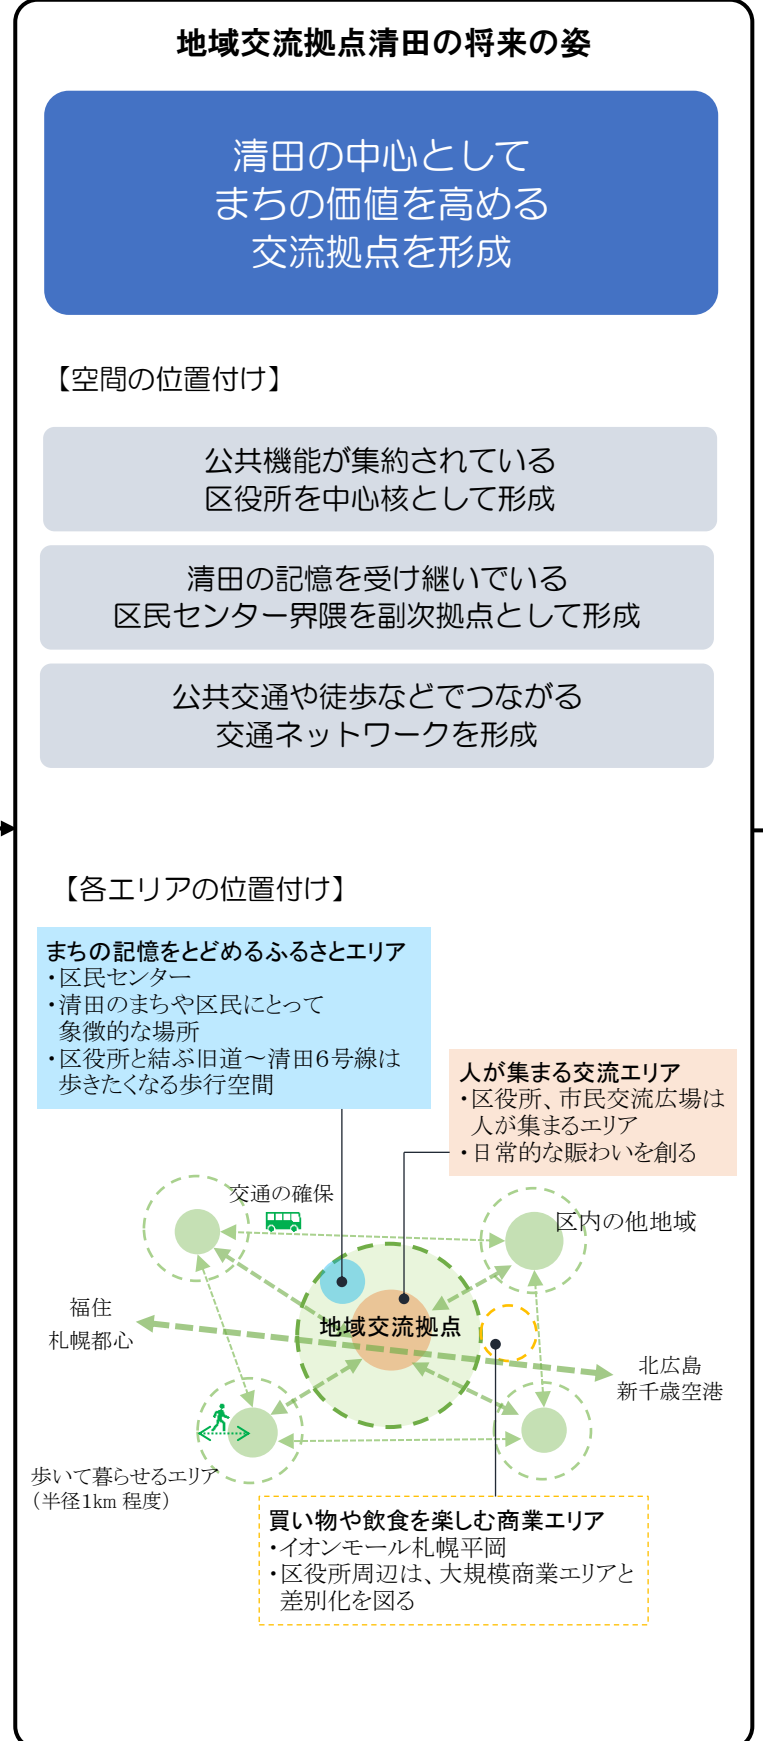 地域交流拠点清田の将来の姿
清田の中心として
まちの価値を高める
交流拠点を形成
【空間の位置付け】
公共機能が集約されている
区役所を中心核として形成
清田の記憶を受け継いでいる
区民センター界隈を副次拠点として形成
公共交通や徒歩などでつながる
交通ネットワークを形成
【各エリアの位置付け】
まちの記憶をとどめるふるさとエリア
・区民センター
・清田のまちや区民にとって
象徴的な場所
・区役所と結ぶ旧道～清田6号線は
歩きたくなる歩行空間
人が集まる交流エリア
・区役所、市民交流広場は
人が集まるエリア
・日常的な賑わいを創る
交通の確保
区内の他地域
福住
札幌都心
地域交流拠点
北広島
新千歳空港
歩いて暮らせるエリア
（半径1km 程度）
買い物や飲食を楽しむ商業エリア
・イオンモール札幌平岡
・区役所周辺は、大規模商業エリアと
差別化を図る